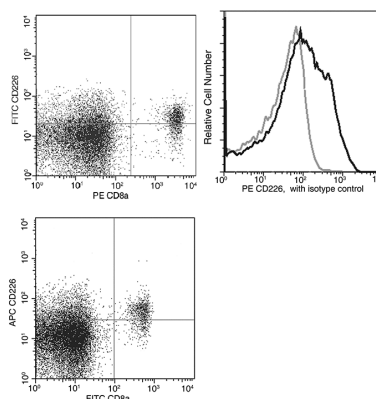 FITC CD226
10⁰ 10¹ 10² 10³ 10⁴
10⁰ 10¹ 10² 10³ 10⁴
PE CD8a
Relative Cell Number
10⁰ 10¹ 10² 10³
PE CD226, with isotype control
APC CD226
10⁰ 10¹ 10² 10³ 10⁴
10⁰ 10¹ 10² 10³ 10⁴
FITC CD8a